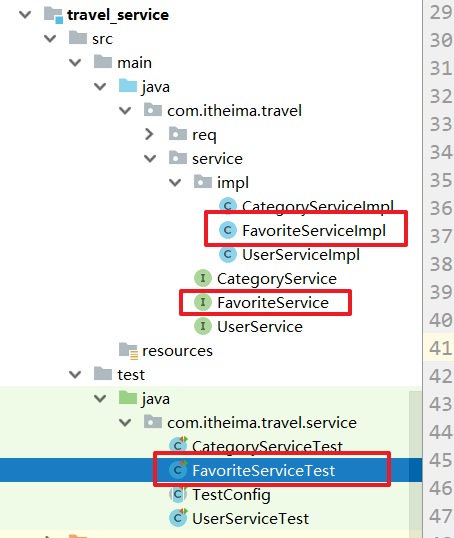 travel_service
src
main
java
com.itheima.travel
req
service
impl
CategoryServiceImpl
FavoriteServiceImpl
UserServiceImpl
CategoryService
FavoriteService
UserService
resources
test
java
com.itheima.travel.service
CategoryServiceTest
FavoriteServiceTest
TestConfig
UserServiceTest
29
30
31
32
33
34
35
36
37
38
39
40
41
42
43
44
45
46
47